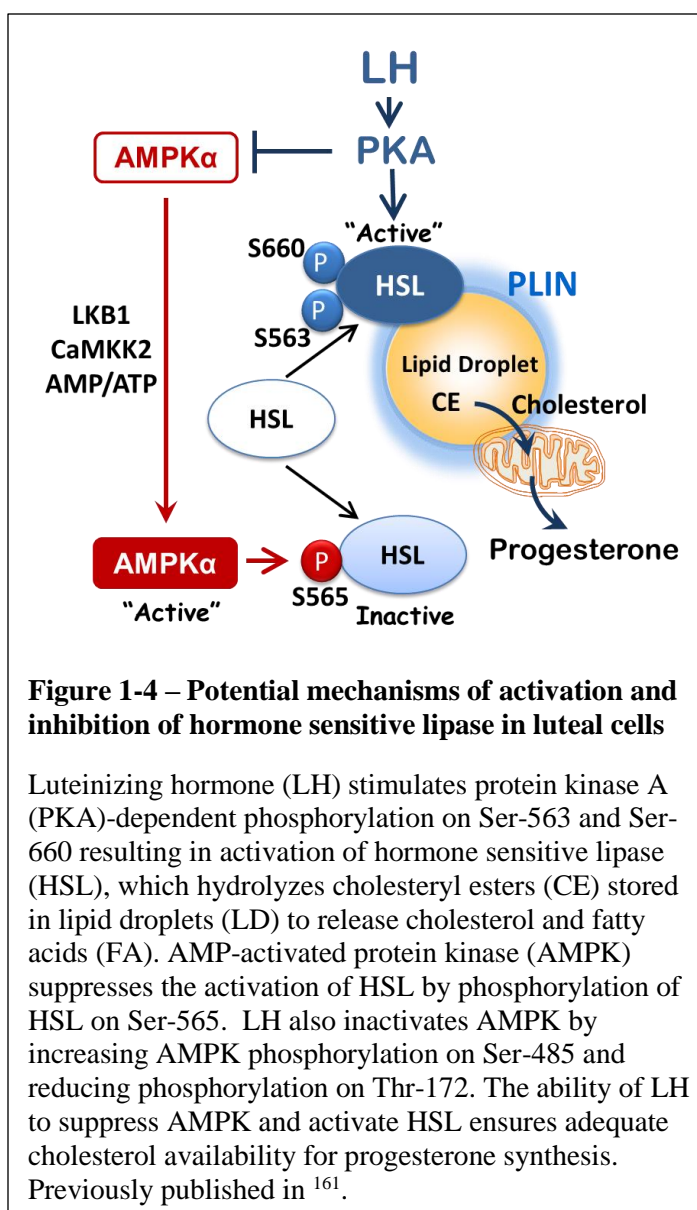 LH
PKA
AMPKα
"Active"
S660
P
HSL
PLIN
P
S563
LKB1
CaMKK2
AMP/ATP
Lipid Droplet
CE
Cholesterol
HSL
Progesterone
AMPKα
P
HSL
"Active"
S565
Inactive
Figure 1-4 – Potential mechanisms of activation and
inhibition of hormone sensitive lipase in luteal cells
Luteinizing hormone (LH) stimulates protein kinase A
(PKA)-dependent phosphorylation on Ser-563 and Ser-
660 resulting in activation of hormone sensitive lipase
(HSL), which hydrolyzes cholesteryl esters (CE) stored
in lipid droplets (LD) to release cholesterol and fatty
acids (FA). AMP-activated protein kinase (AMPK)
suppresses the activation of HSL by phosphorylation of
HSL on Ser-565.  LH also inactivates AMPK by
increasing AMPK phosphorylation on Ser-485 and
reducing phosphorylation on Thr-172. The ability of LH
to suppress AMPK and activate HSL ensures adequate
cholesterol availability for progesterone synthesis.
Previously published in 161.